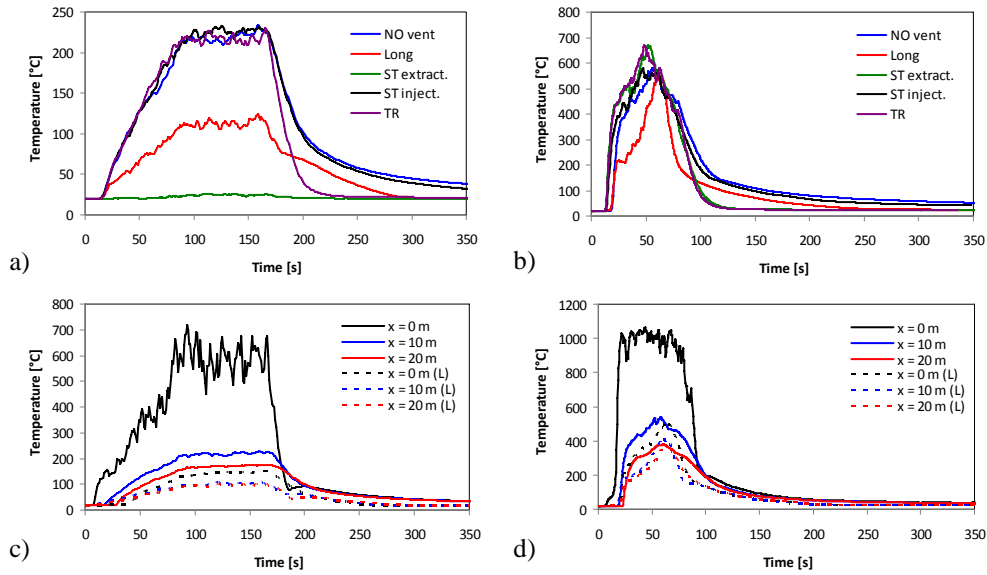 250
200
150
100
50
0
Temperature [°C]
NO vent
Long
ST extract.
ST inject.
TR
0 50 100 150 200 250 300 350
Time [s]
a)
800
700
600
500
400
300
200
100
0
Temperature [°C]
NO vent
Long
ST extract.
ST inject.
TR
0 50 100 150 200 250 300 350
Time [s]
b)
800
700
600
500
400
300
200
100
0
Temperature [°C]
x = 0 m
x = 10 m
x = 20 m
x = 0 m (L)
x = 10 m (L)
x = 20 m (L)
0 50 100 150 200 250 300 350
Time [s]
c)
1200
1000
800
600
400
200
0
Temperature [°C]
x = 0 m
x = 10 m
x = 20 m
x = 0 m (L)
x = 10 m (L)
x = 20 m (L)
0 50 100 150 200 250 300 350
Time [s]
d)